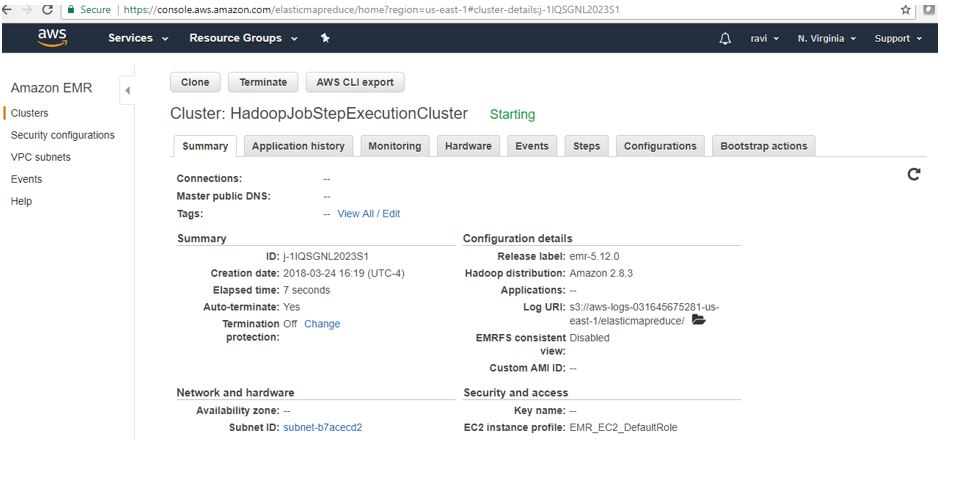 Secure | https://console.aws.amazon.com/elasticmapreduce/home?region=us-east-1#cluster-details:j-1IQSGNL2023S1
aws Services Resource Groups ravi N. Virginia Support
Amazon EMR
Clusters
Security configurations
VPC subnets
Events
Help
Clone Terminate AWS CLI export
Cluster: HadoopJobStepExecutionCluster Starting
Summary Application history Monitoring Hardware Events Steps Configurations Bootstrap actions
Connections: --
Master public DNS: --
Tags: -- View All / Edit
Summary
ID: j-1IQSGNL2023S1
Creation date: 2018-03-24 16:19 (UTC-4)
Elapsed time: 7 seconds
Auto-terminate: Yes
Termination Off Change
protection:
Configuration details
Release label: emr-5.12.0
Hadoop distribution: Amazon 2.8.3
Applications: --
Log URI: s3://aws-logs-031645675281-us-
east-1/elasticmapreduce/
EMRFS consistent Disabled
view:
Custom AMI ID: --
Network and hardware
Availability zone: --
Subnet ID: subnet-b7acecd2
Security and access
Key name: --
EC2 instance profile: EMR_EC2_DefaultRole